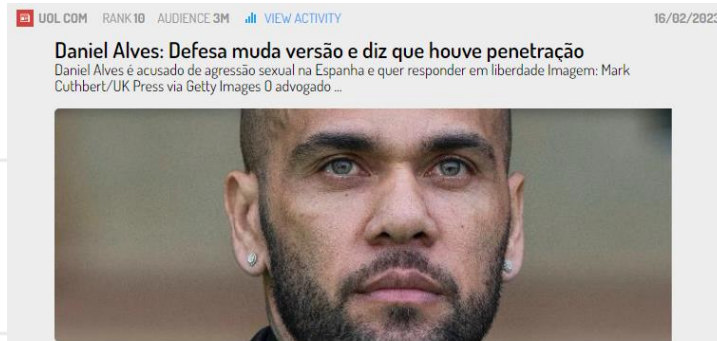 UOL COM RANK 10 AUDIENCE 3M VIEW ACTIVITY 16/02/2023
Daniel Alves: Defesa muda versão e diz que houve penetração
Daniel Alves é acusado de agressão sexual na Espanha e quer responder em liberdade Imagem: Mark
Cuthbert/UK Press via Getty Images O advogado ...